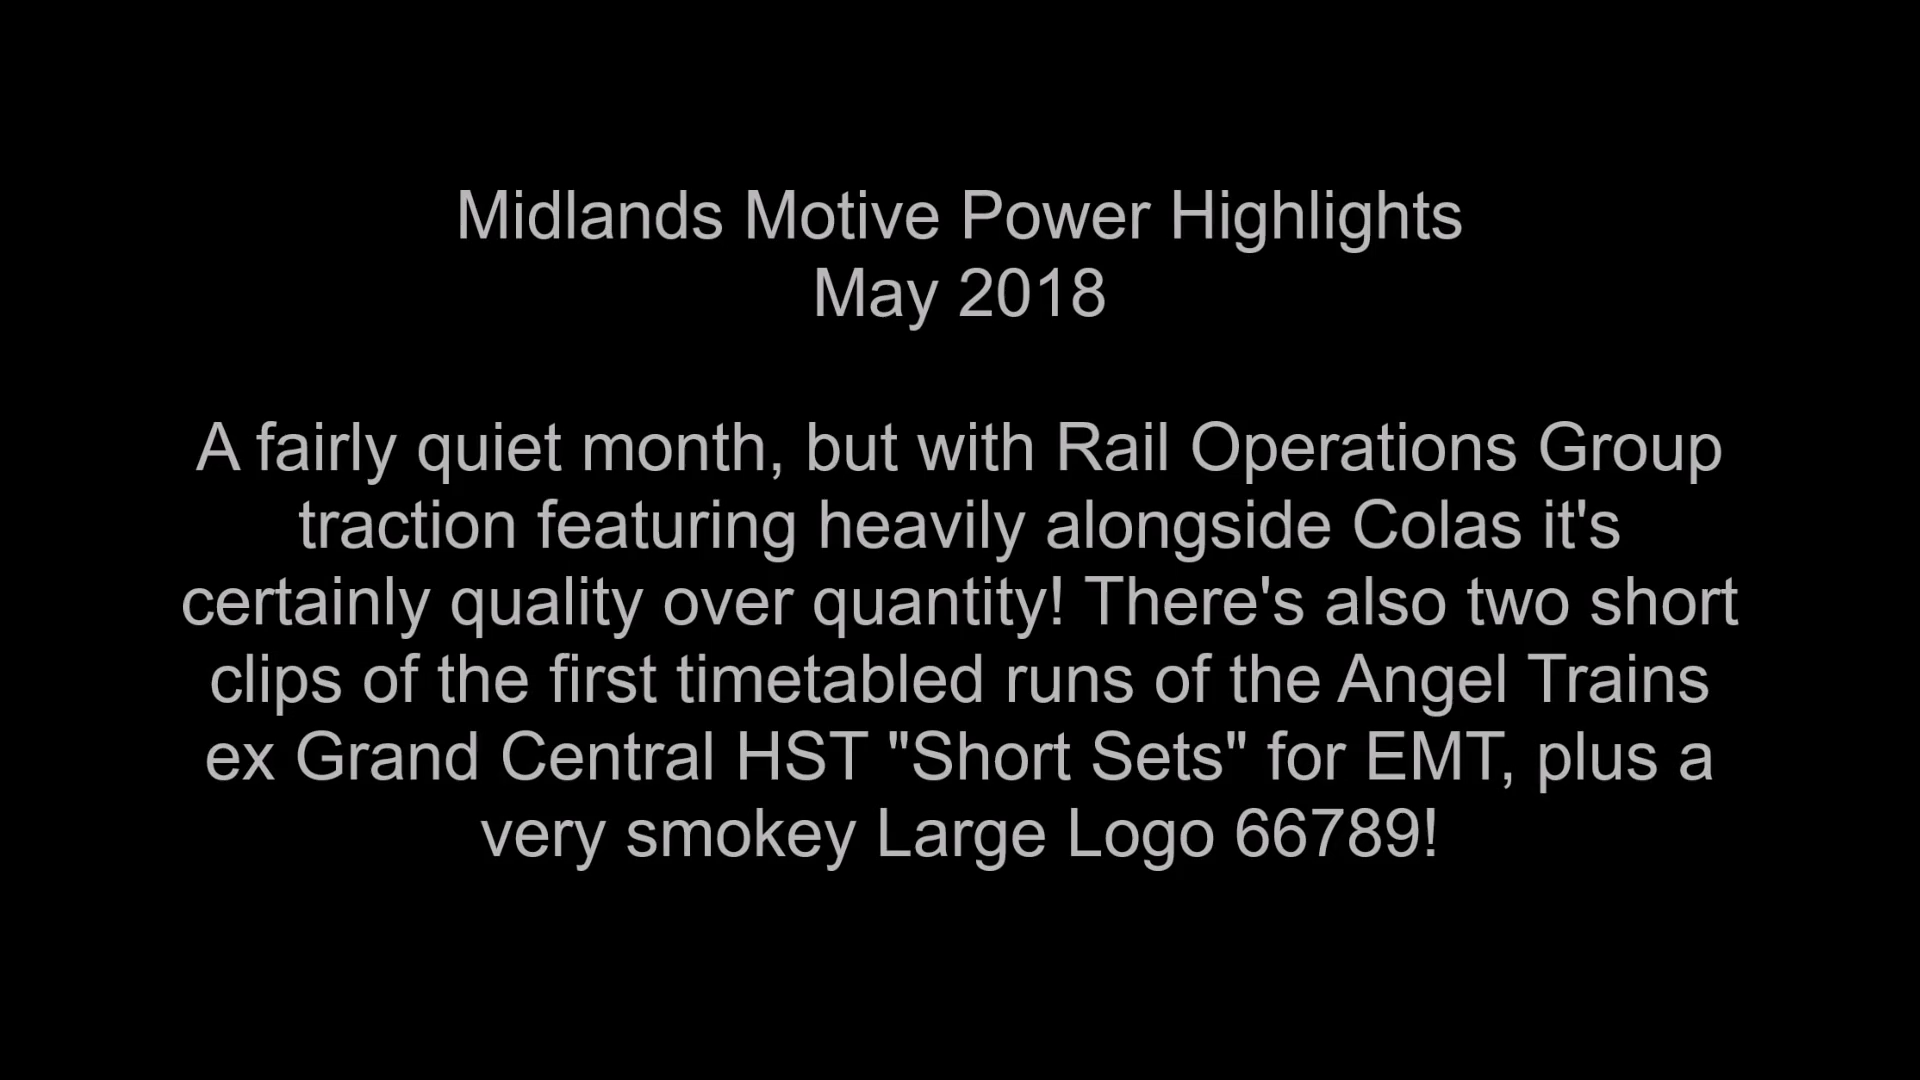 Midlands Motive Power Highlights
May 2018
A fairly quiet month, but with Rail Operations Group
traction featuring heavily alongside Colas it's
certainly quality over quantity! There's also two short
clips of the first timetabled runs of the Angel Trains
ex Grand Central HST "Short Sets" for EMT, plus a
very smokey Large Logo 66789!